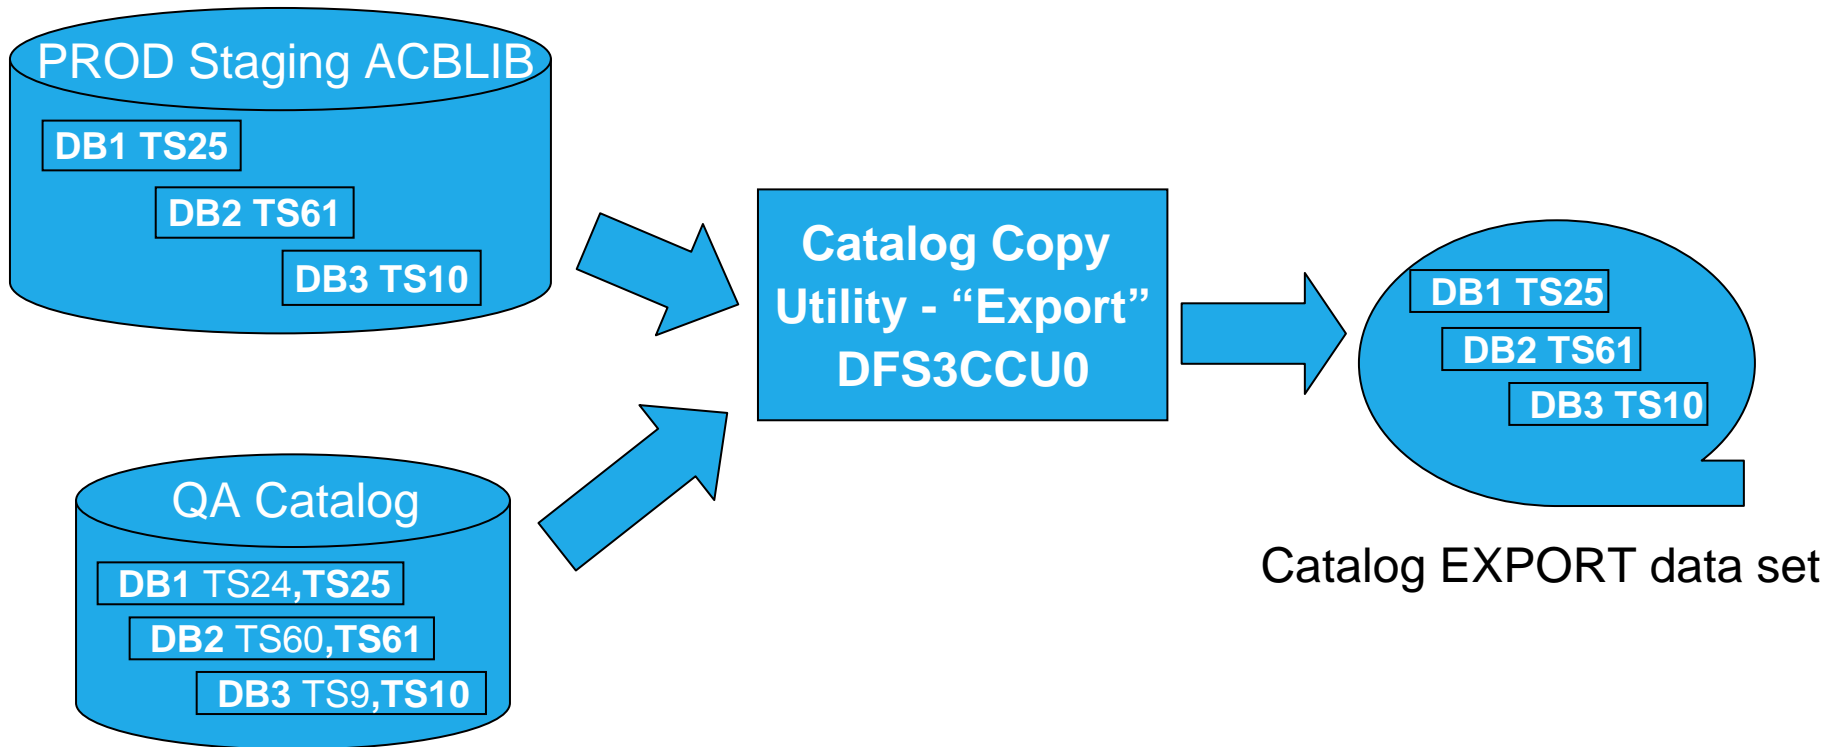 PROD Staging ACBLIB
DB1 TS25
DB2 TS61
DB3 TS10
QA Catalog
DB1 TS24,TS25
DB2 TS60,TS61
DB3 TS9,TS10
Catalog Copy
Utility - “Export”
DFS3CCU0
DB1 TS25
DB2 TS61
DB3 TS10
Catalog EXPORT data set